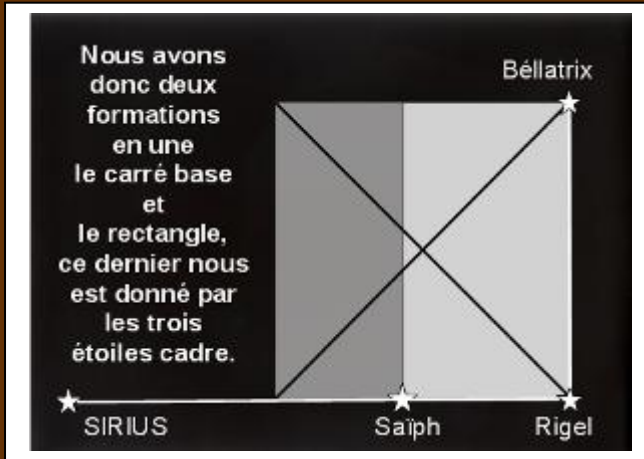 Nous avons
donc deux
formations
en une
le carré base
et
le rectangle,
ce dernier nous
est donné par
les trois
étoiles cadre.
Béllatrix
SIRIUS
Saïph
Rigel